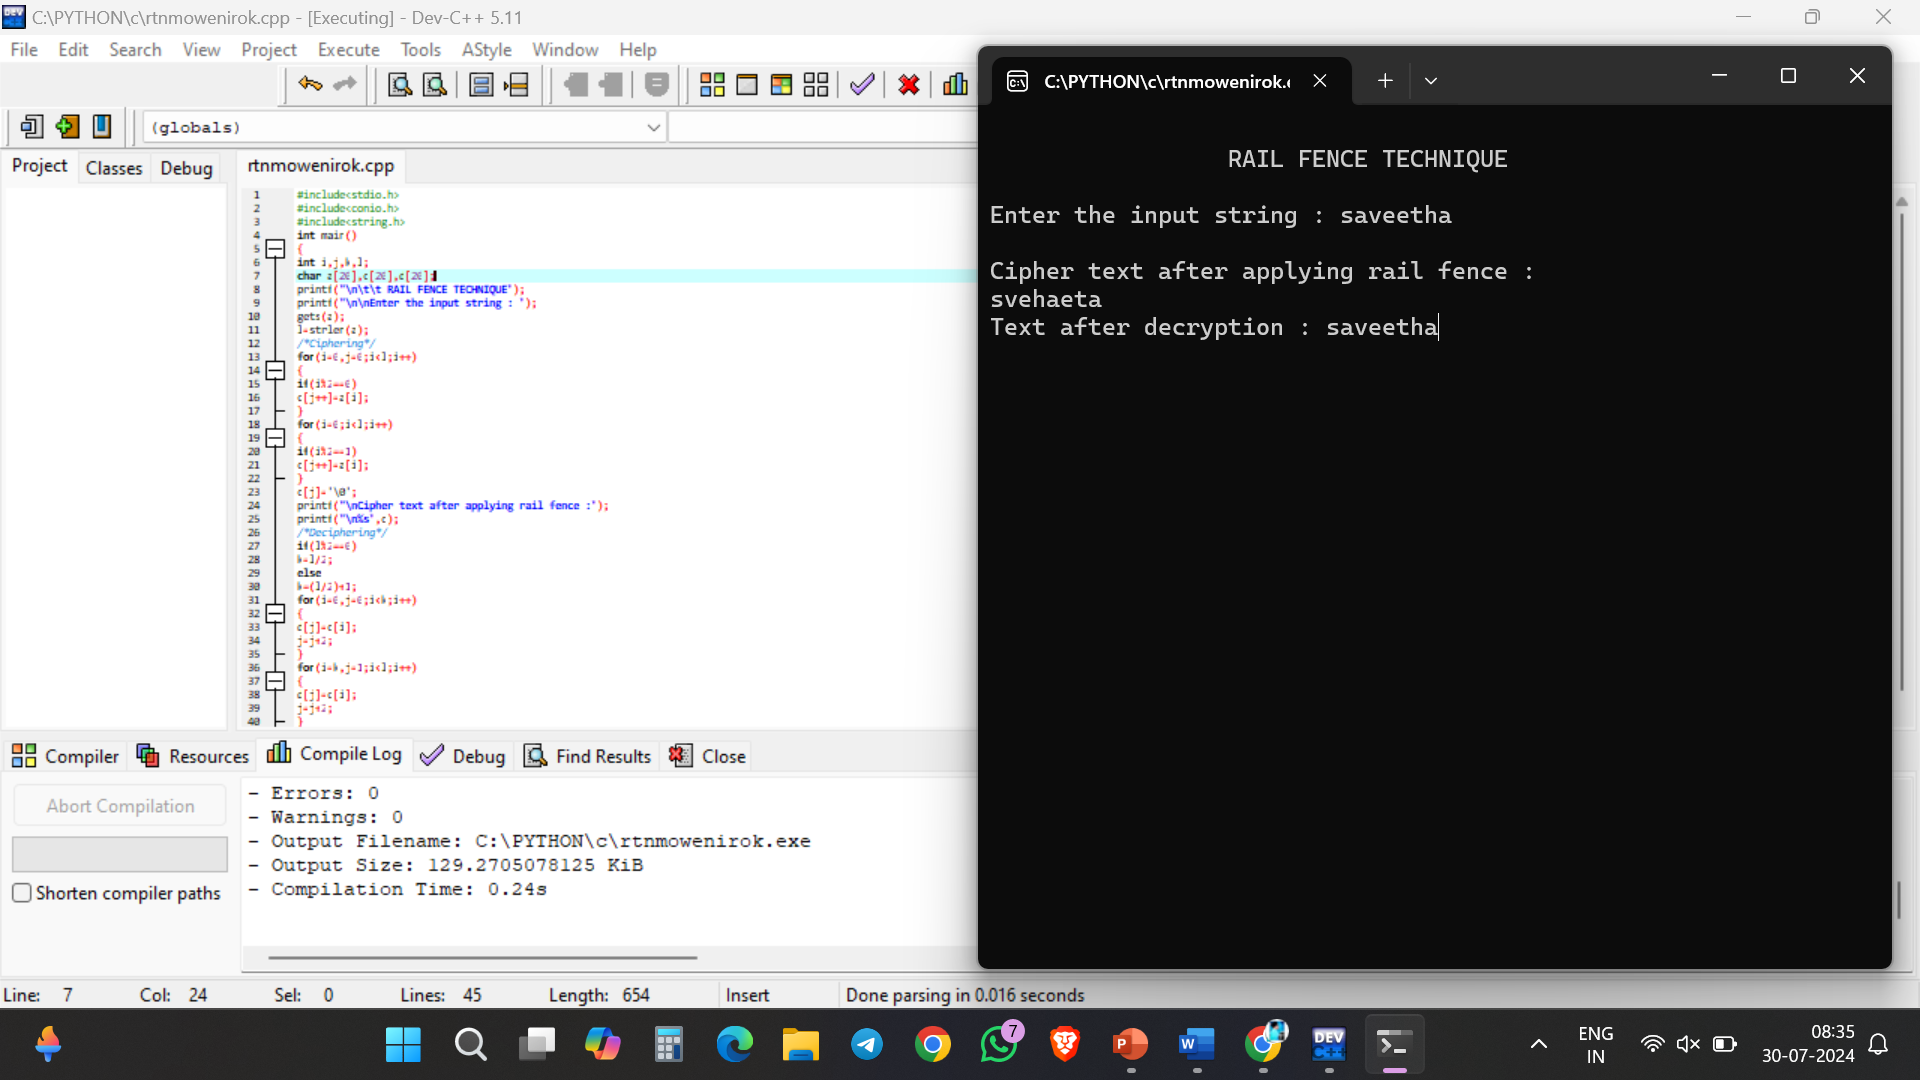 C:\PYTHON\c\rtnmowenirok.cpp - [Executing] - Dev-C++ 5.11
File Edit Search View Project Execute Tools AStyle Window Help
(globals)
Project Classes Debug
rtnmowenirok.cpp
1 #include<stdio.h>
2 #include<conio.h>
3 #include<string.h>
4 int main()
5 {
6 int i,j,k,l;
7
8 printf("\n\t\t RAIL FENCE TECHNIQUE");
9 printf("\n\nEnter the input string : ");
10
11
12 /*Ciphering*/
13 for(i=0,j=0;i<l;i++)
14 {
15 if(i%2==0)
16
17 }
18 for(i=0;i<l;i++)
19 {
20 if(i%2==1)
21
22 }
23 c[j]='\0';
24 printf("\nCipher text after applying rail fence :");
25 printf("\n%s",c);
26 /*Deciphering*/
27 if(l%2==0)
28 k=l/2;
29 else
30 k=(l/2)+1;
31 for(i=0,j=0;i<k;i++)
32 {
33
34 j=j+2;
35 }
36 for(i=k,j=1;i<l;i++)
37 {
38
39 j=j+2;
40 }
Compiler Resources Compile Log Debug Find Results Close
Abort Compilation
Shorten compiler paths
- Errors: 0
- Warnings: 0
- Output Filename: C:\PYTHON\c\rtnmowenirok.exe
- Output Size: 129.2705078125 KiB
- Compilation Time: 0.24s
Line: 7 Col: 24 Sel: 0 Lines: 45 Length: 654 Insert Done parsing in 0.016 seconds
C:\PYTHON\c\rtnmowenirok.
RAIL FENCE TECHNIQUE
Enter the input string : saveetha
Cipher text after applying rail fence :
svehaeta
Text after decryption : saveetha
7
DEV C++
ENG
IN
08:35
30-07-2024